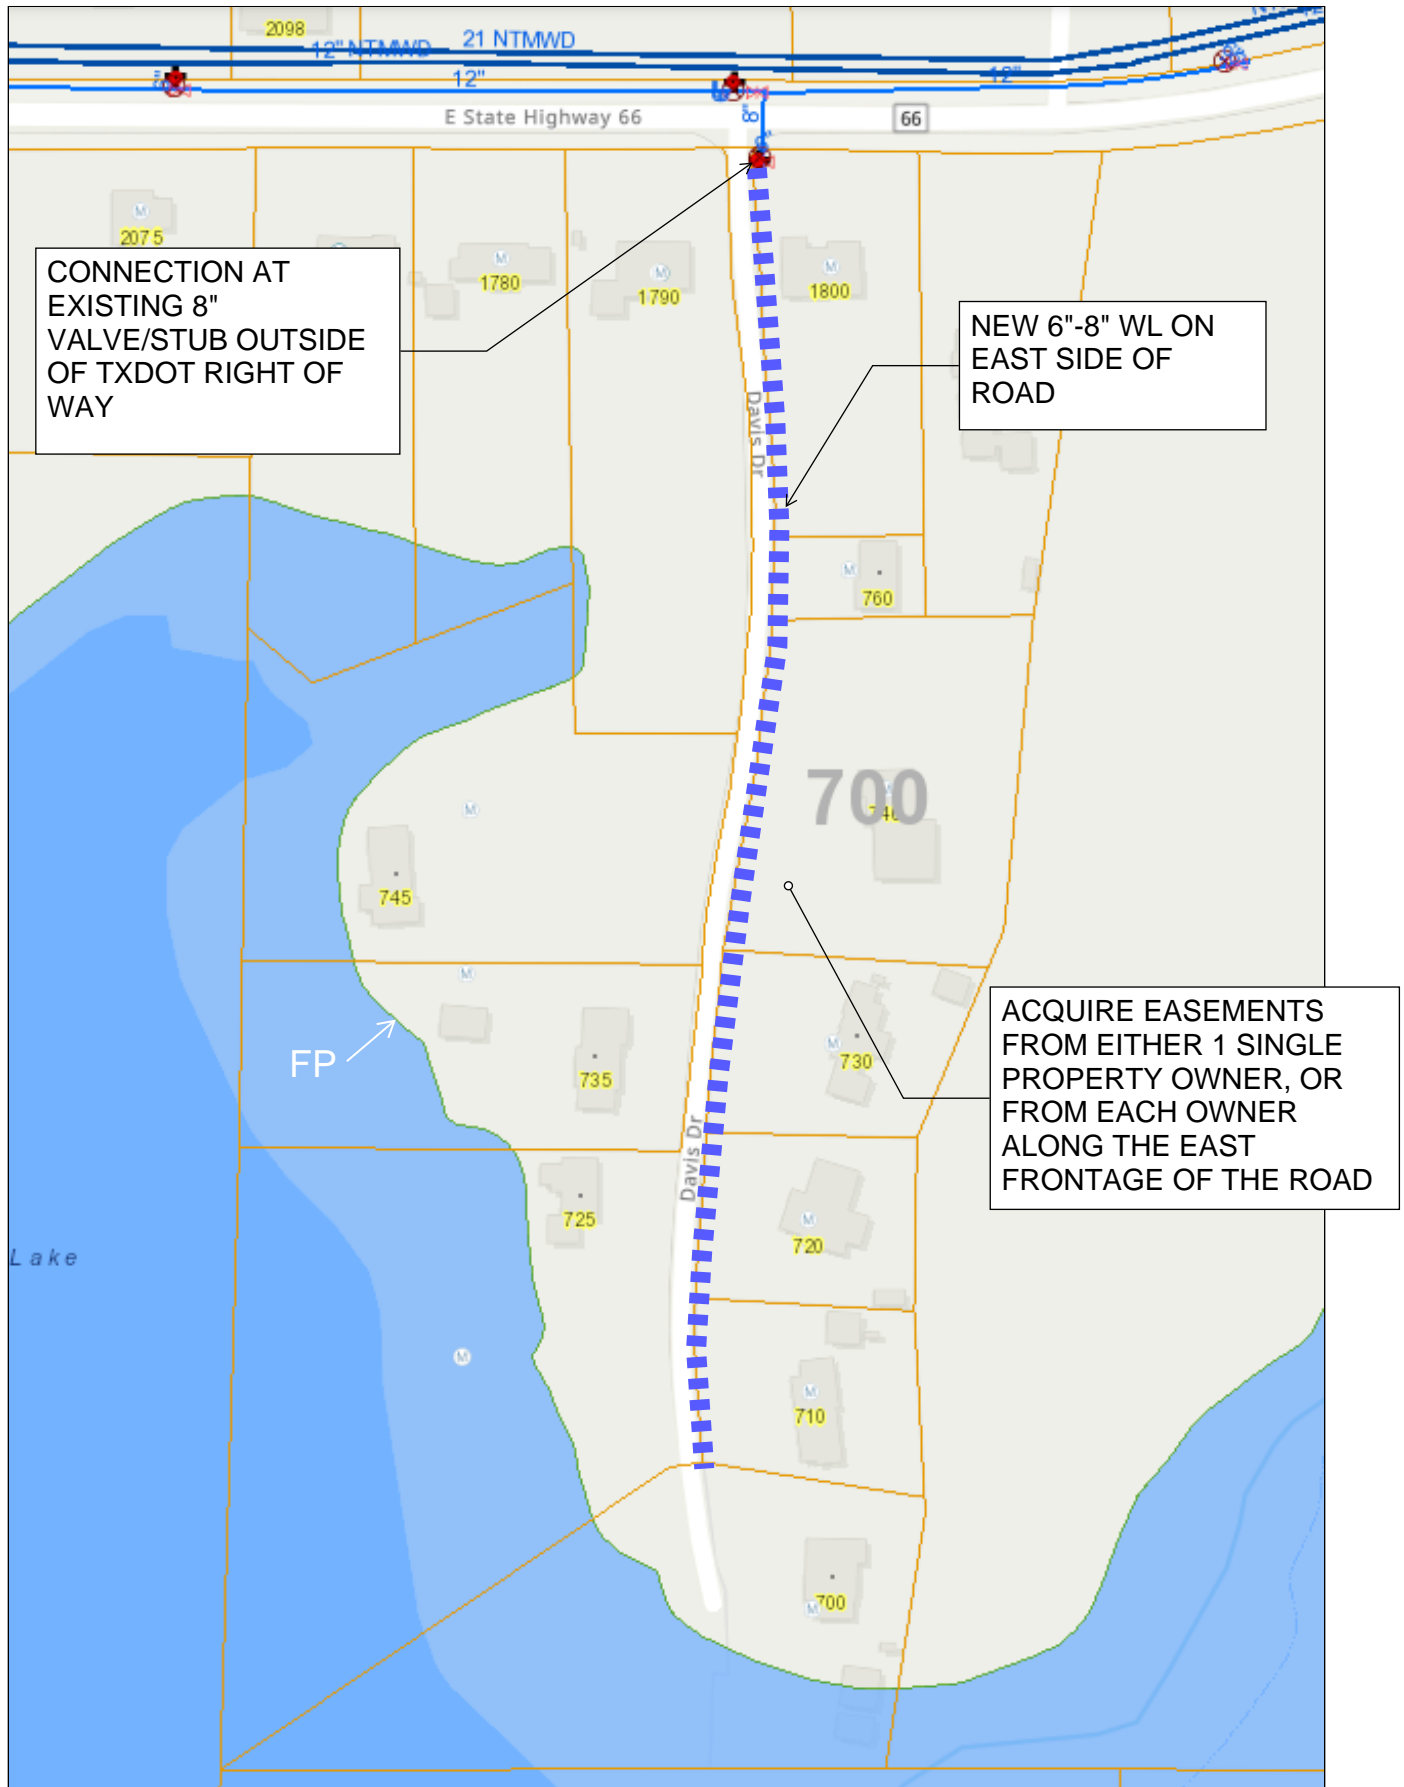 2098
12" NTMWD
21 NTMWD
12"
12"
8"
E State Highway 66
66
2075
1780
1790
1800
CONNECTION AT
EXISTING 8"
VALVE/STUB OUTSIDE
OF TXDOT RIGHT OF
WAY
NEW 6"-8" WL ON
EAST SIDE OF
ROAD
Davis Dr
M
M
M
M
M
760
700
M
745
M
FP
735
M
730
ACQUIRE EASEMENTS
FROM EITHER 1 SINGLE
PROPERTY OWNER, OR
FROM EACH OWNER
ALONG THE EAST
FRONTAGE OF THE ROAD
Davis Dr
725
M
720
Lake
M
M
710
M
700